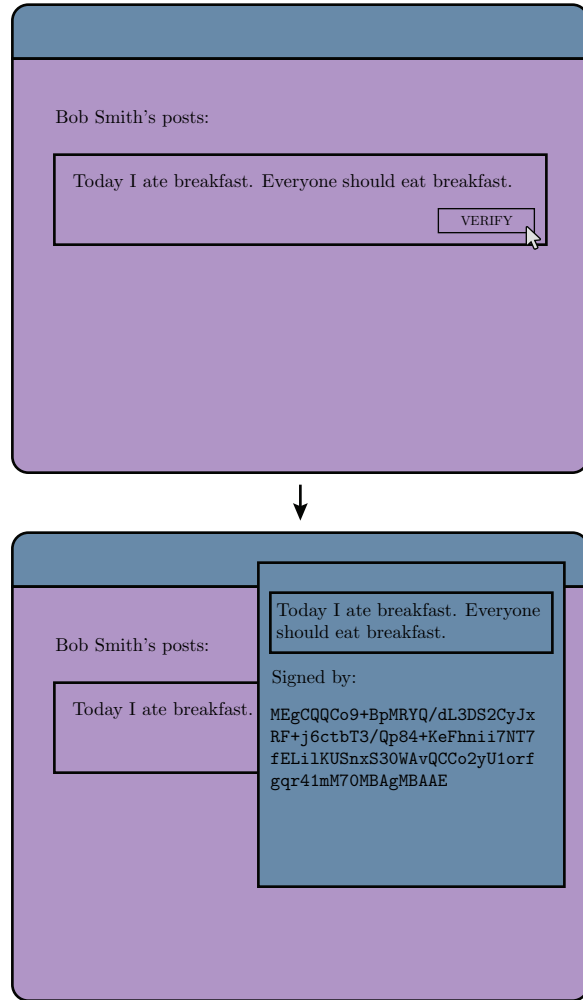 Bob Smith's posts:
Today I ate breakfast. Everyone should eat breakfast.
VERIFY
Bob Smith's posts:
Today I ate breakfast.
Today I ate breakfast. Everyone
should eat breakfast.
Signed by:
MEgCQQCo9+BpMRYQ/dL3DS2CyJx
RF+j6ctbT3/Qp84+KeFhnii7NT7
fELilKUSnxS30WAvQCCo2yU1orf
gqr41mM70MBAgMBAAE